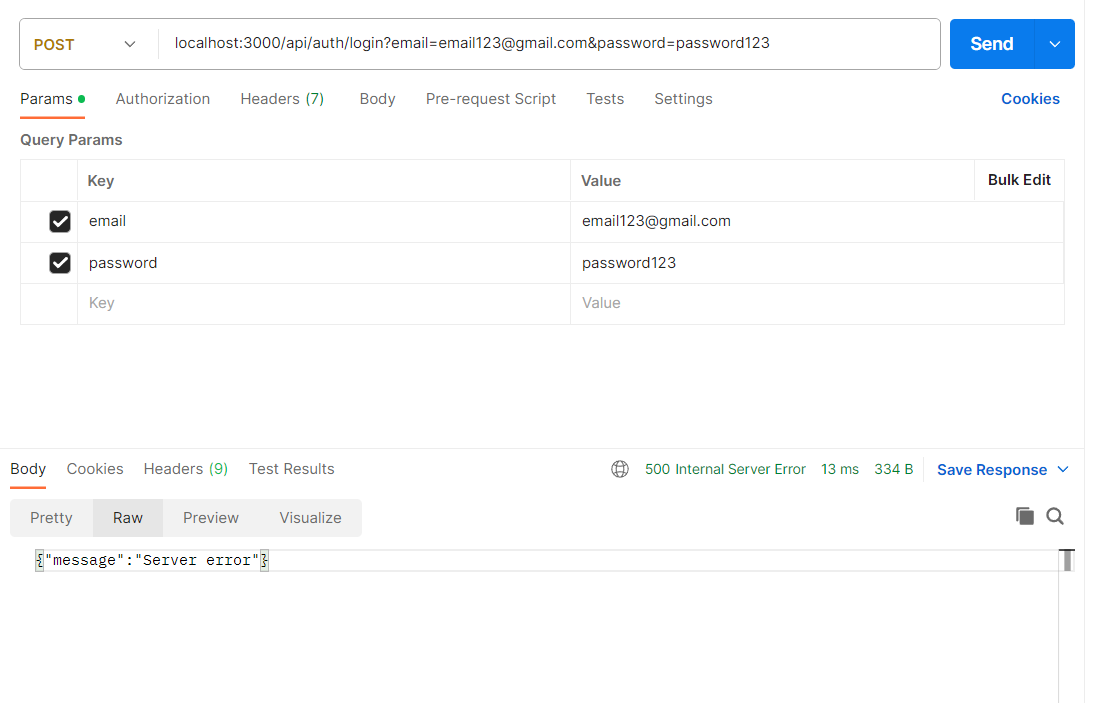 POST localhost:3000/api/auth/login?email=email123@gmail.com&password=password123 Send
Params Authorization Headers (7) Body Pre-request Script Tests Settings Cookies
Query Params
Key Value Bulk Edit
email email123@gmail.com
password password123
Key Value
Body Cookies Headers (9) Test Results 500 Internal Server Error 13 ms 334 B Save Response
Pretty Raw Preview Visualize
{"message":"Server error"}